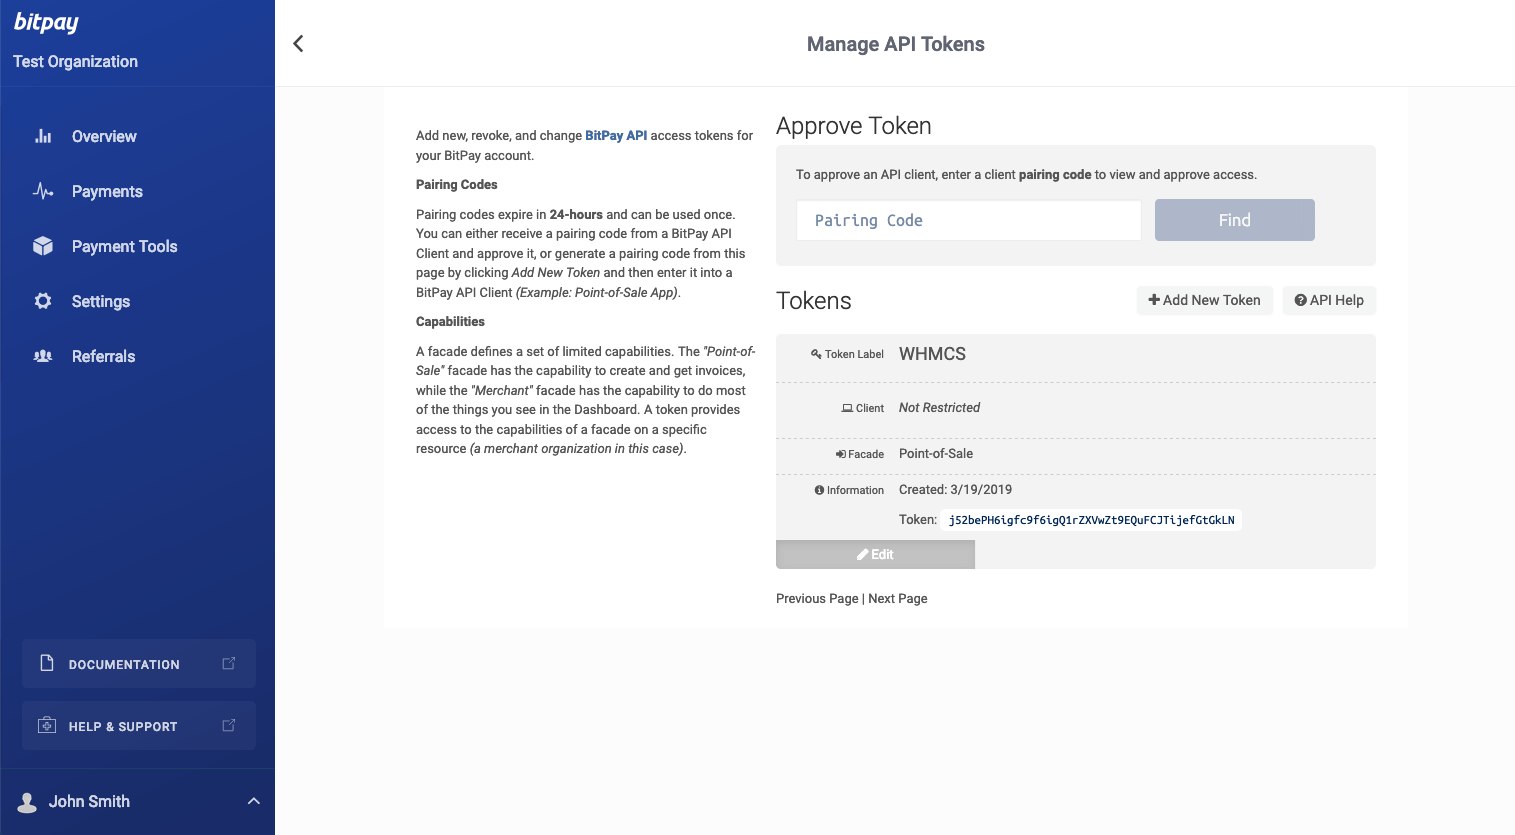 bitpay
Test Organization
Overview
Payments
Payment Tools
Settings
Referrals
DOCUMENTATION
HELP & SUPPORT
John Smith
Manage API Tokens
Add new, revoke, and change BitPay API access tokens for
your BitPay account.
Pairing Codes
Pairing codes expire in 24-hours and can be used once.
You can either receive a pairing code from a BitPay API
Client and approve it, or generate a pairing code from this
page by clicking Add New Token and then enter it into a
BitPay API Client (Example: Point-of-Sale App).
Capabilities
A facade defines a set of limited capabilities. The "Point-of-
Sale" facade has the capability to create and get invoices,
while the "Merchant" facade has the capability to do most
of the things you see in the Dashboard. A token provides
access to the capabilities of a facade on a specific
resource (a merchant organization in this case).
Approve Token
To approve an API client, enter a client pairing code to view and approve access.
Pairing Code
Find
Tokens
Add New Token
API Help
Token Label WHMCS
Client Not Restricted
Facade Point-of-Sale
Information Created: 3/19/2019
Token: j52bePH6igfc9f6igQ1rZXVwZt9EQuFCJTijefGtGkLN
Edit
Previous Page | Next Page